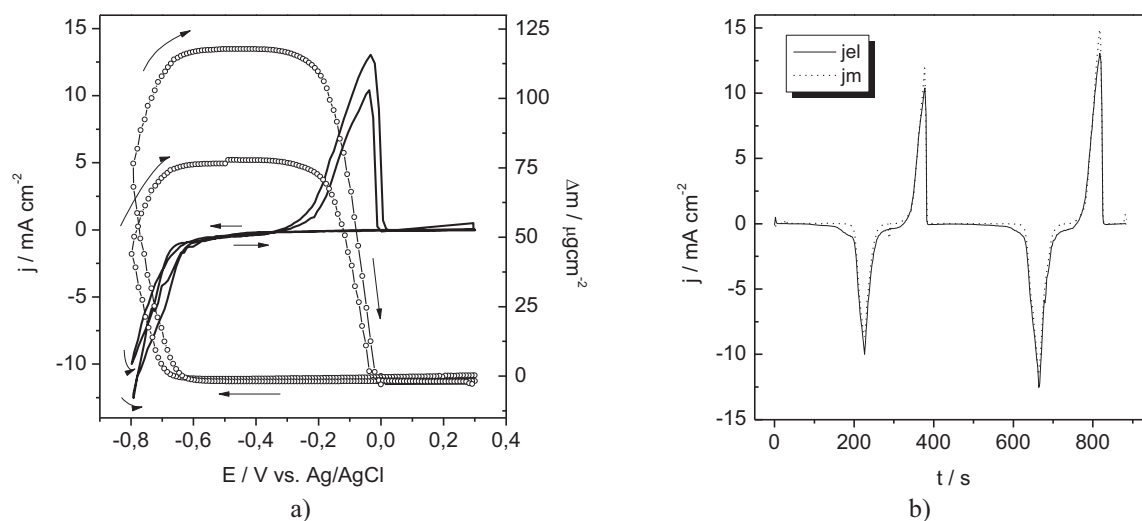 15
10
5
0
-5
-10
j / mA cm⁻²
125
100
75
50
25
0
Δm / μgcm⁻²
-0,8 -0,6 -0,4 -0,2 0,0 0,2 0,4
E / V vs. Ag/AgCl
a)
jel
jm
15
10
5
0
-5
-10
-15
j / mA cm⁻²
0 200 400 600 800
t / s
b)